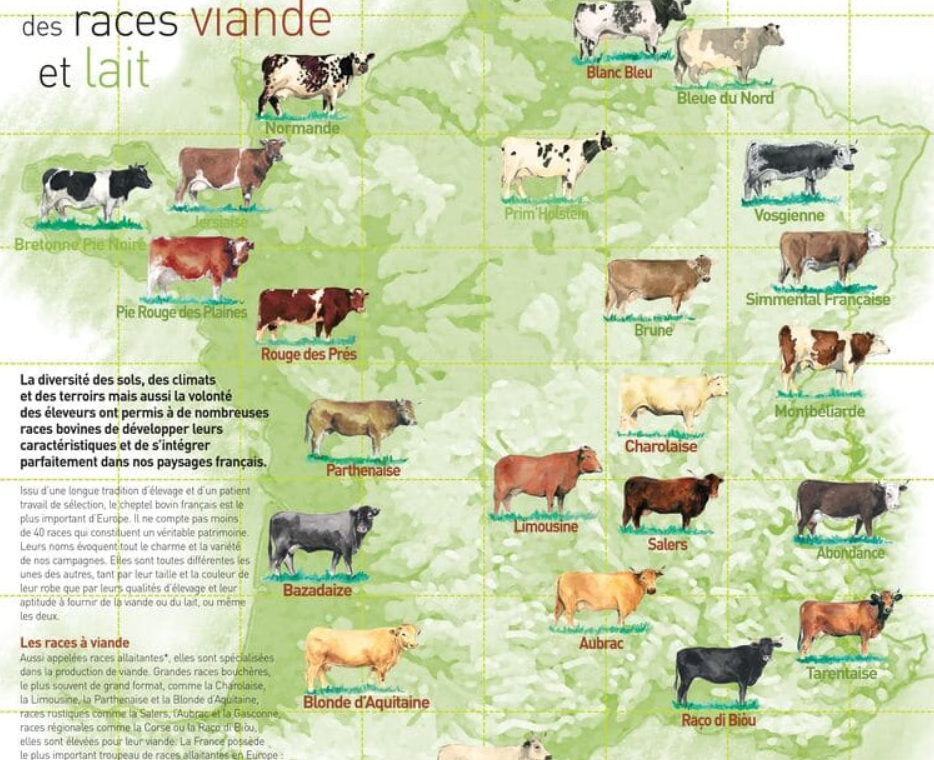 des races viande
et lait
Blanc Bleu
Bleue du Nord
Normande
Prim'Holstein
Vosgienne
Jersiaise
Bretonne Pie Noire
Simmental Française
Pie Rouge des Plaines
Brune
Rouge des Prés
Montbéliarde
La diversité des sols, des climats
et des terroirs mais aussi la volonté
des éleveurs ont permis à de nombreuses
races bovines de développer leurs
caractéristiques et de s'intégrer
parfaitement dans nos paysages français.
Charolaise
Parthenaise
Limousine
Salers
Abondance
Issu d'une longue tradition d'élevage et d'un patient
travail de sélection, le cheptel bovin français est le
plus important d'Europe. Il ne compte pas moins
de 40 races qui constituent un véritable patrimoine.
Leurs noms évoquent tout le charme et la variété
de nos campagnes. Elles sont toutes différentes les
unes des autres, tant par leur taille et la couleur de
leur robe que par leurs qualités d'élevage et leur
aptitude à fournir de la viande ou du lait, ou même
les deux.
Bazadaize
Aubrac
Tarentaise
Blonde d'Aquitaine
Raço di Biòu
Les races à viande
Aussi appelées races allaitantes*, elles sont spécialisées
dans la production de viande. Grandes races bouchères,
le plus souvent de grand format, comme la Charolaise,
la Limousine, la Parthenaise et la Blonde d'Aquitaine,
races rustiques comme la Salers, l'Aubrac et la Gasconne,
races régionales comme la Corse ou la Raço di Biou,
elles sont élevées pour leur viande. La France possède
le plus important troupeau de races allaitantes en Europe :